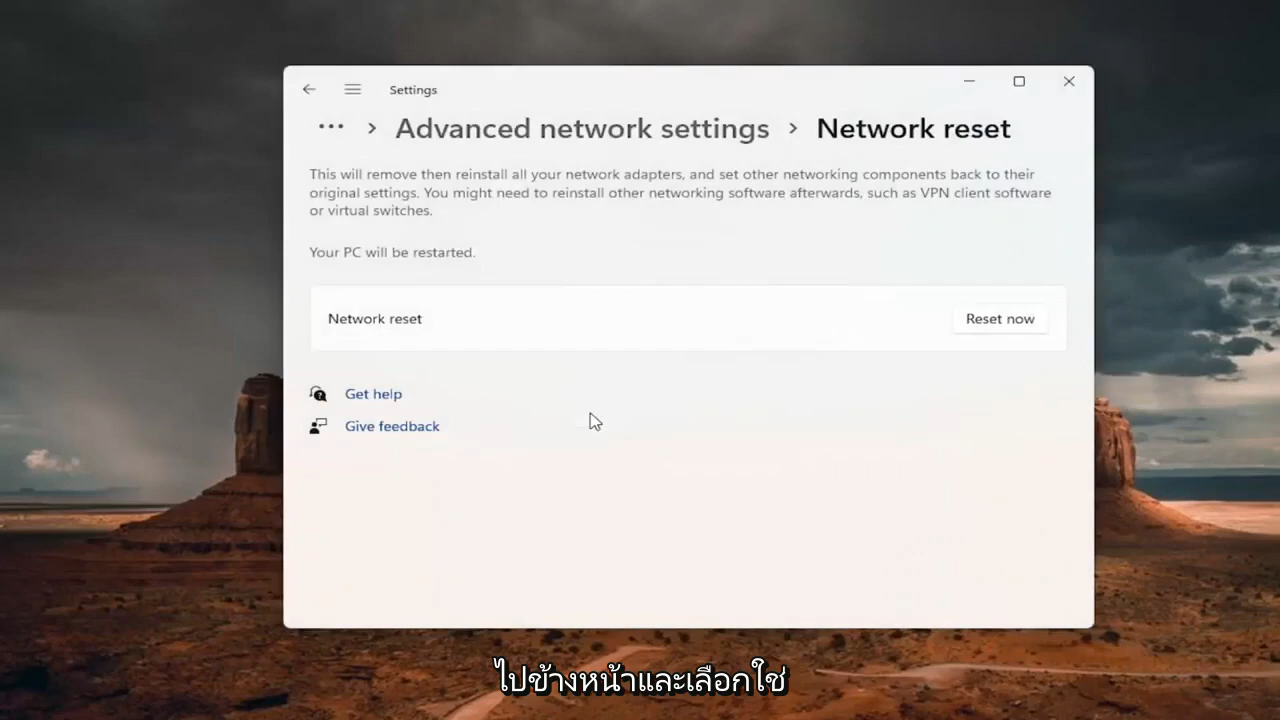 Settings
··· > Advanced network settings > Network reset
This will remove then reinstall all your network adapters, and set other networking components back to their
original settings. You might need to reinstall other networking software afterwards, such as VPN client software
or virtual switches.
Your PC will be restarted.
Network reset Reset now
Get help
Give feedback
ไปข้างหน้าและเลือกใช่